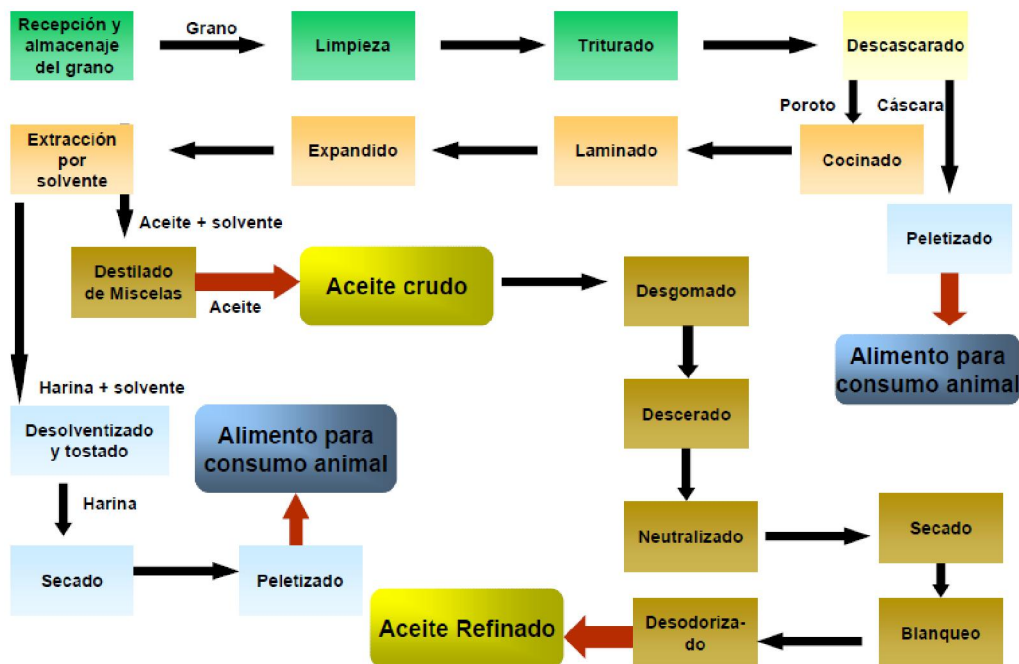 Recepción y
almacenaje
del grano
Grano
Limpieza
Triturado
Descascarado
Poroto
Cáscara
Extracción
por
solvente
Expandido
Laminado
Cocinado
Aceite + solvente
Peletizado
Destilado
de Miscelas
Aceite
Aceite crudo
Desgomado
Alimento para
consumo animal
Harina + solvente
Desolventizado
y tostado
Alimento para
consumo animal
Descerado
Harina
Secado
Peletizado
Neutralizado
Secado
Aceite Refinado
Desodoriza-
do
Blanqueo